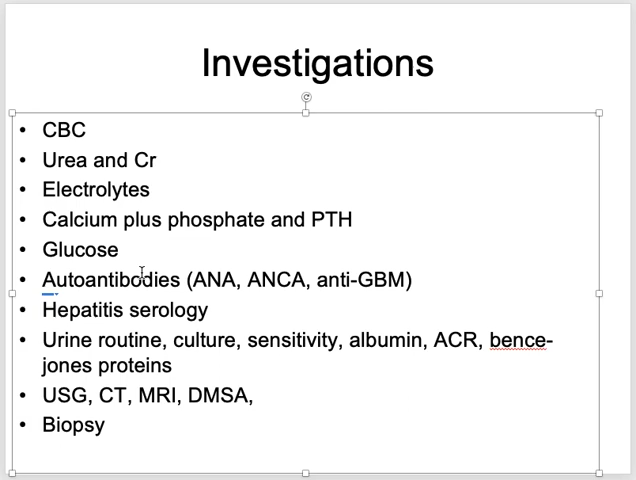 Investigations
• CBC
• Urea and Cr
• Electrolytes
• Calcium plus phosphate and PTH
• Glucose
• Autoantibodies (ANA, ANCA, anti-GBM)
• Hepatitis serology
• Urine routine, culture, sensitivity, albumin, ACR, bence-
jones proteins
• USG, CT, MRI, DMSA,
• Biopsy